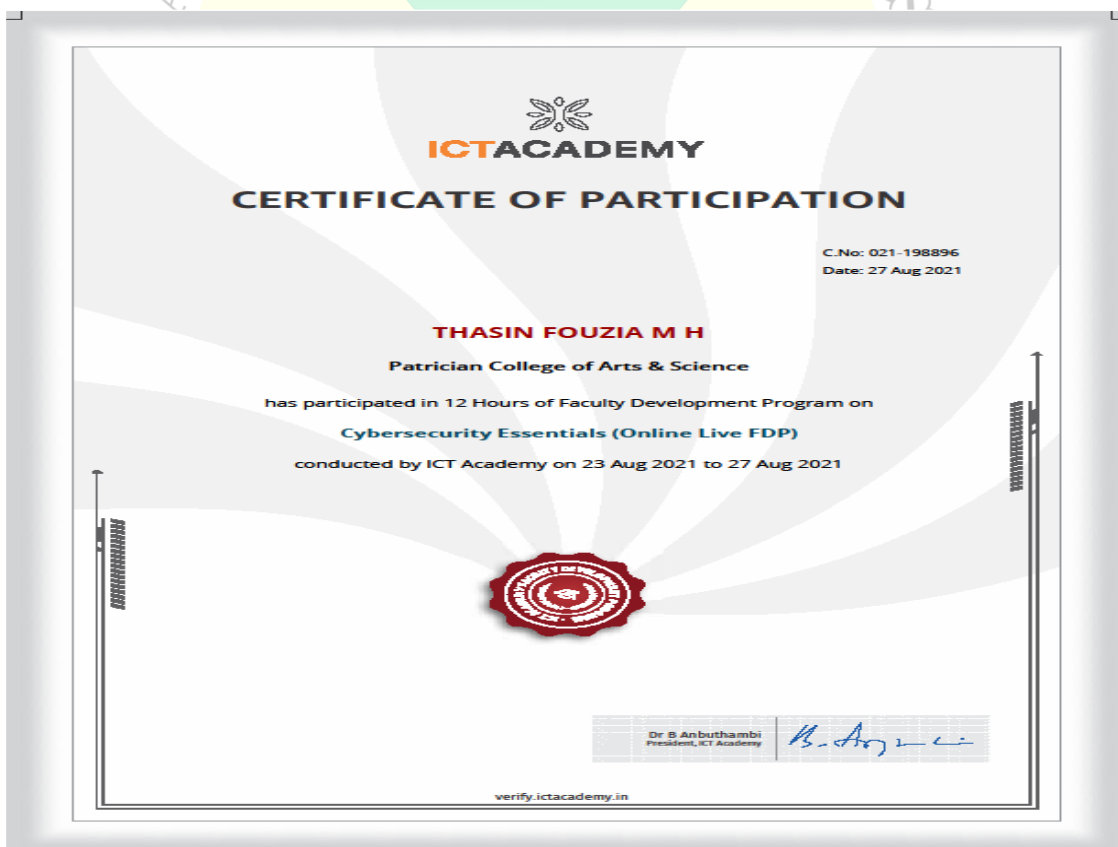 ICTACADEMY
CERTIFICATE OF PARTICIPATION
C.No: 021-198896
Date: 27 Aug 2021
THASIN FOUZIA M H
Patrician College of Arts & Science
has participated in 12 Hours of Faculty Development Program on
Cybersecurity Essentials (Online Live FDP)
conducted by ICT Academy on 23 Aug 2021 to 27 Aug 2021
Dr B Anbuthambi
President, ICT Academy
verify.ictacademy.in